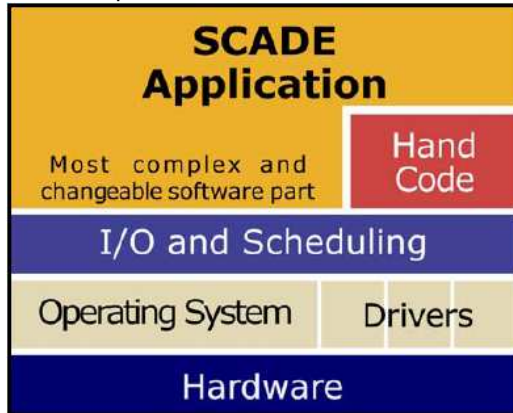 SCADE
Application
Most complex and
changeable software part
Hand
Code
I/O and Scheduling
Operating System
Drivers
Hardware